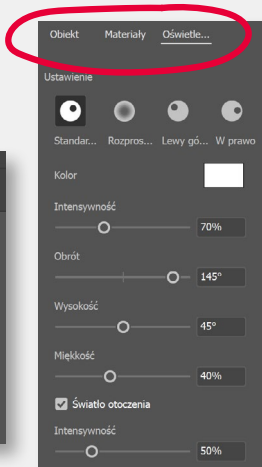 Obiekt Materiały Oświetle...
Ustawienie
Standar... Rozpros... Lewy gó... W prawo
Kolor
Intensywność
70%
Obrót
145°
Wysokość
45°
Miękkość
40%
Światło otoczenia
Intensywność
50%